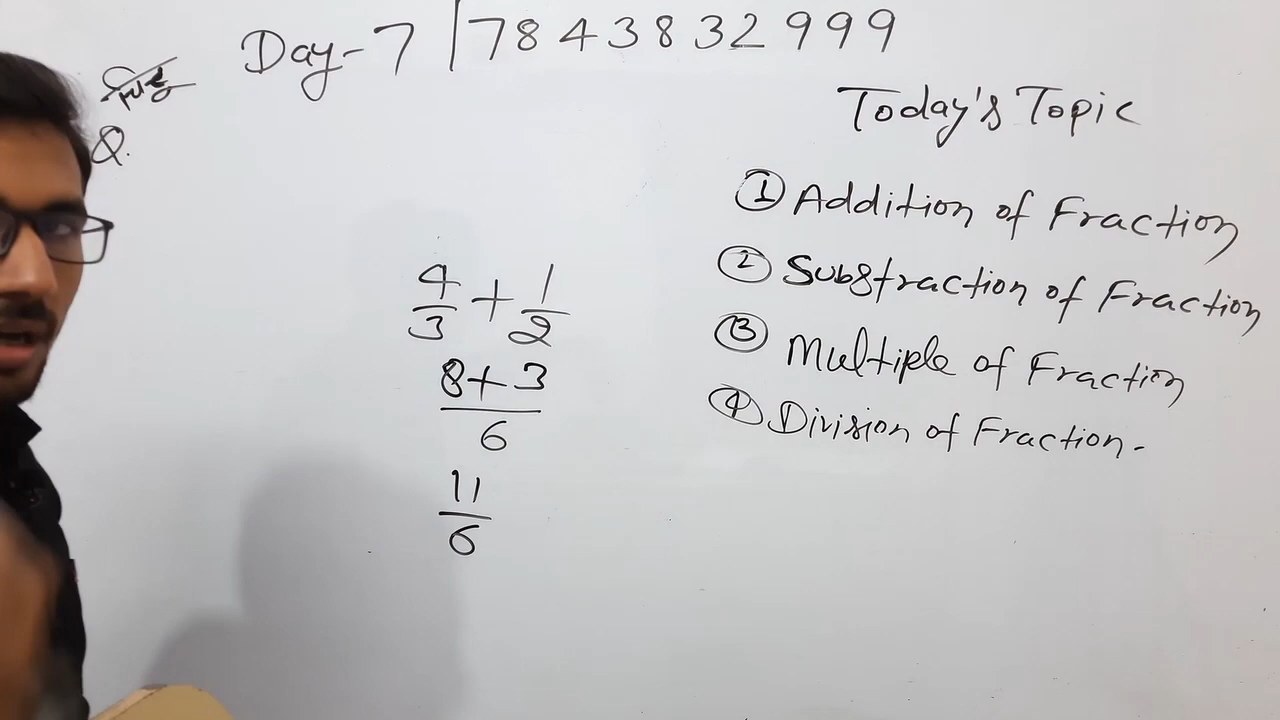 Day-7 | 7843832999
Q.
Today's Topic
① Addition of Fraction
② Substraction of Fraction
③ Multiple of Fraction
④ Division of Fraction.
4/3 + 1/2
8+3/6
11/6